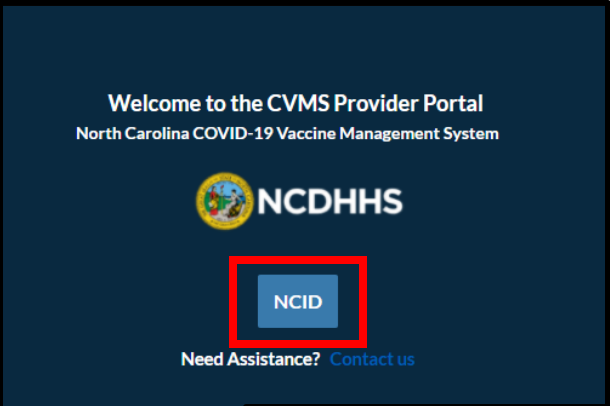 Welcome to the CVMS Provider Portal
North Carolina COVID-19 Vaccine Management System
NCDHHS
NCID
Need Assistance? Contact us